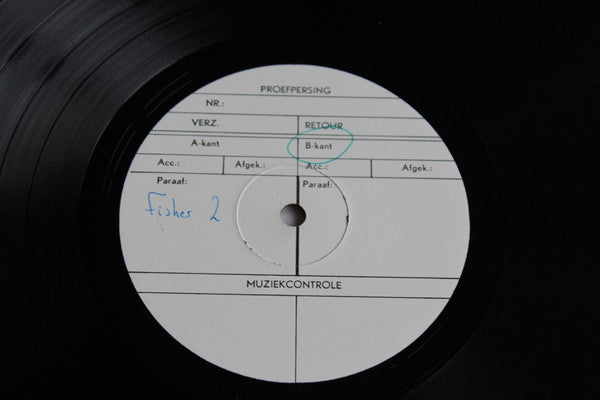 PROEFPERSING
NR.:
VERZ. RETOUR
A-kant B-kant
Acc.: Afgek.: Acc.: Afgek.:
Paraaf: Paraaf:
Fisher 2
MUZIEKCONTROLE